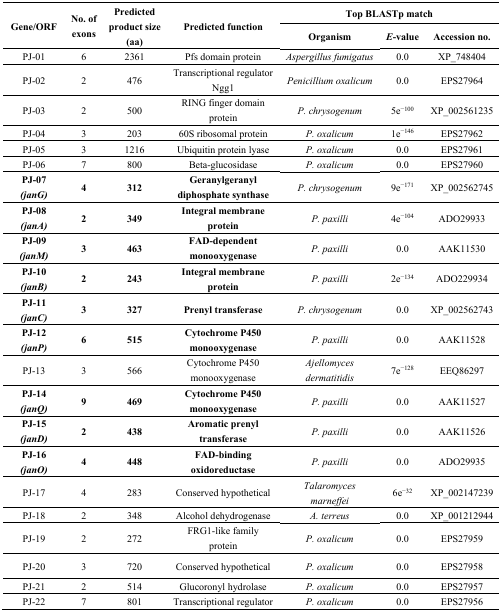 Gene/ORF No. of exons Predicted product size (aa) Predicted function Top BLASTp match
Organism E-value Accession no.
PJ-01 6 2361 Pfs domain protein Aspergillus fumigatus 0.0 XP_748404
PJ-02 2 476 Transcriptional regulator Ngg1 Penicillium oxalicum 0.0 EPS27964
PJ-03 2 500 RING finger domain protein P. chrysogenum 5e−100 XP_002561235
PJ-04 3 203 60S ribosomal protein P. oxalicum 1e−146 EPS27962
PJ-05 3 1216 Ubiquitin protein lyase P. oxalicum 0.0 EPS27961
PJ-06 7 800 Beta-glucosidase P. oxalicum 0.0 EPS27960
PJ-07 (janG) 4 312 Geranylgeranyl diphosphate synthase P. chrysogenum 9e−171 XP_002562745
PJ-08 (janA) 2 349 Integral membrane protein P. paxilli 4e−104 ADO29933
PJ-09 (janM) 3 463 FAD-dependent monooxygenase P. paxilli 0.0 AAK11530
PJ-10 (janB) 2 243 Integral membrane protein P. paxilli 2e−134 ADO229934
PJ-11 (janC) 3 327 Prenyl transferase P. chrysogenum 0.0 XP_002562743
PJ-12 (janP) 6 515 Cytochrome P450 monooxygenase P. paxilli 0.0 AAK11528
PJ-13 3 566 Cytochrome P450 monooxygenase Ajellomyces dermatitidis 7e−128 EEQ86297
PJ-14 (janQ) 9 469 Cytochrome P450 monooxygenase P. paxilli 0.0 AAK11527
PJ-15 (janD) 2 438 Aromatic prenyl transferase P. paxilli 0.0 AAK11526
PJ-16 (janO) 4 448 FAD-binding oxidoreductase P. paxilli 0.0 ADO29935
PJ-17 4 283 Conserved hypothetical Talaromyces marneffei 6e−32 XP_002147239
PJ-18 2 348 Alcohol dehydrogenase A. terreus 0.0 XP_001212944
PJ-19 2 272 FRG1-like family protein P. oxalicum 0.0 EPS27959
PJ-20 3 720 Conserved hypothetical P. oxalicum 0.0 EPS27958
PJ-21 2 514 Glucoronyl hydrolase P. oxalicum 0.0 EPS27957
PJ-22 7 801 Transcriptional regulator P. oxalicum 0.0 EPS27956